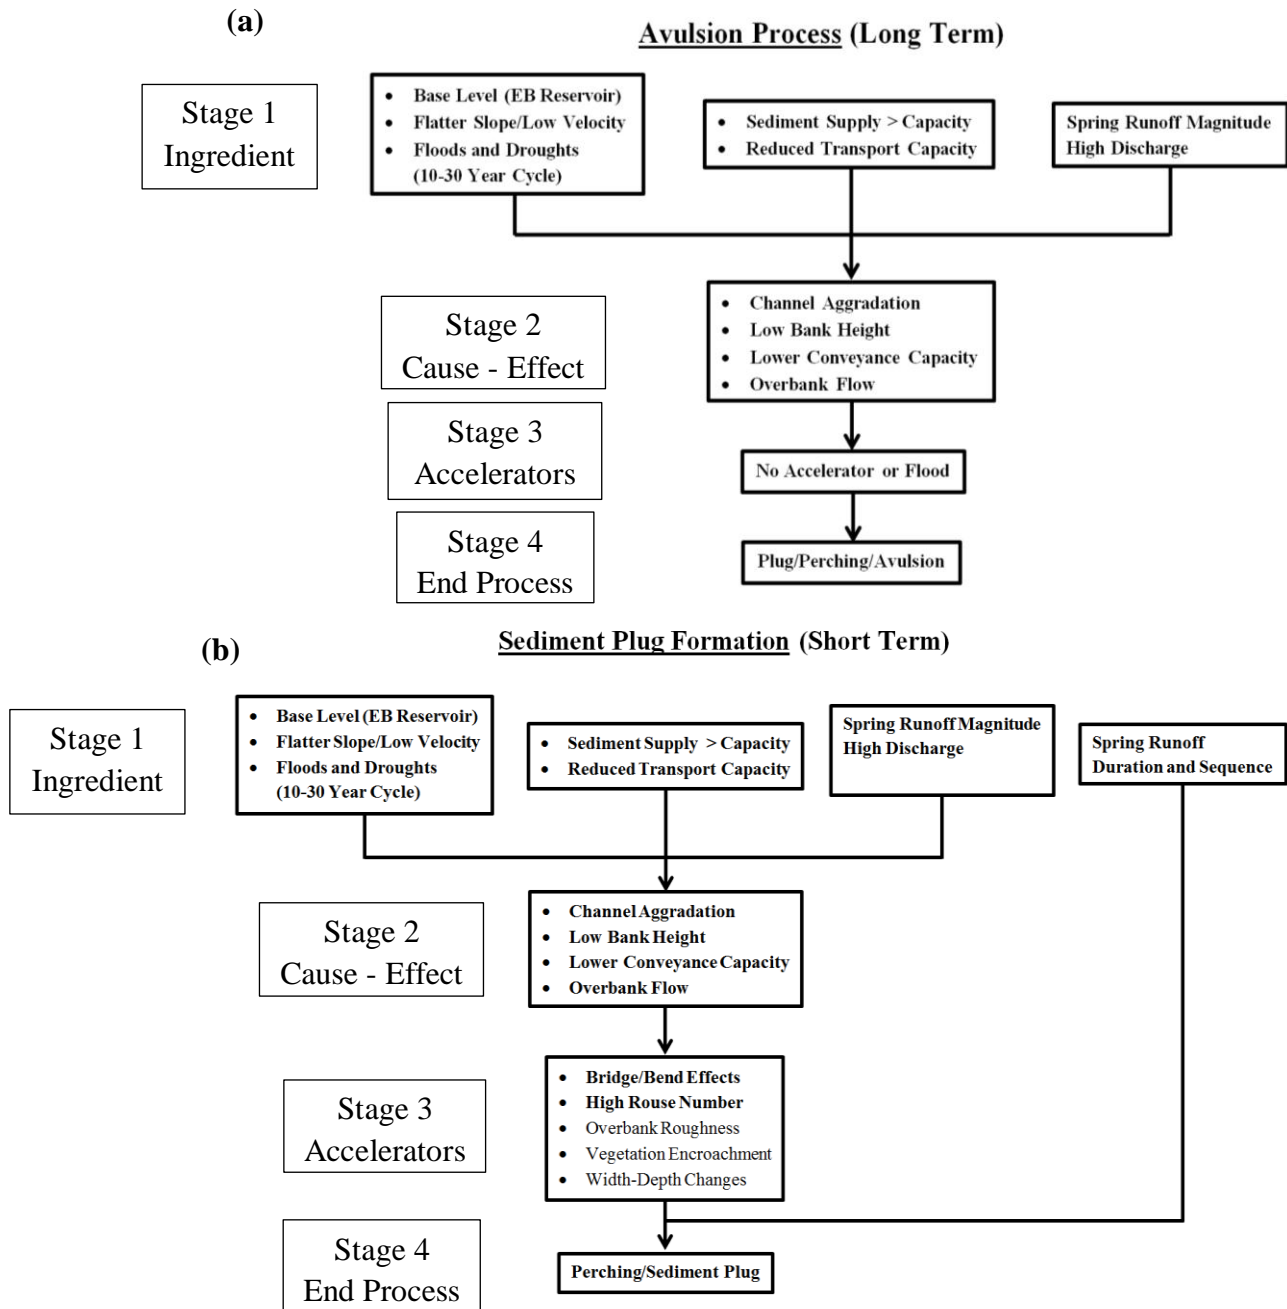 (a)
Avulsion Process (Long Term)
Stage 1
Ingredient
• Base Level (EB Reservoir)
• Flatter Slope/Low Velocity
• Floods and Droughts
(10-30 Year Cycle)
• Sediment Supply > Capacity
• Reduced Transport Capacity
Spring Runoff Magnitude
High Discharge
Stage 2
Cause - Effect
• Channel Aggradation
• Low Bank Height
• Lower Conveyance Capacity
• Overbank Flow
Stage 3
Accelerators
No Accelerator or Flood
Stage 4
End Process
Plug/Perching/Avulsion
(b)
Sediment Plug Formation (Short Term)
Stage 1
Ingredient
• Base Level (EB Reservoir)
• Flatter Slope/Low Velocity
• Floods and Droughts
(10-30 Year Cycle)
• Sediment Supply > Capacity
• Reduced Transport Capacity
Spring Runoff Magnitude
High Discharge
Spring Runoff
Duration and Sequence
Stage 2
Cause - Effect
• Channel Aggradation
• Low Bank Height
• Lower Conveyance Capacity
• Overbank Flow
Stage 3
Accelerators
• Bridge/Bend Effects
• High Rouse Number
• Overbank Roughness
• Vegetation Encroachment
• Width-Depth Changes
Stage 4
End Process
Perching/Sediment Plug